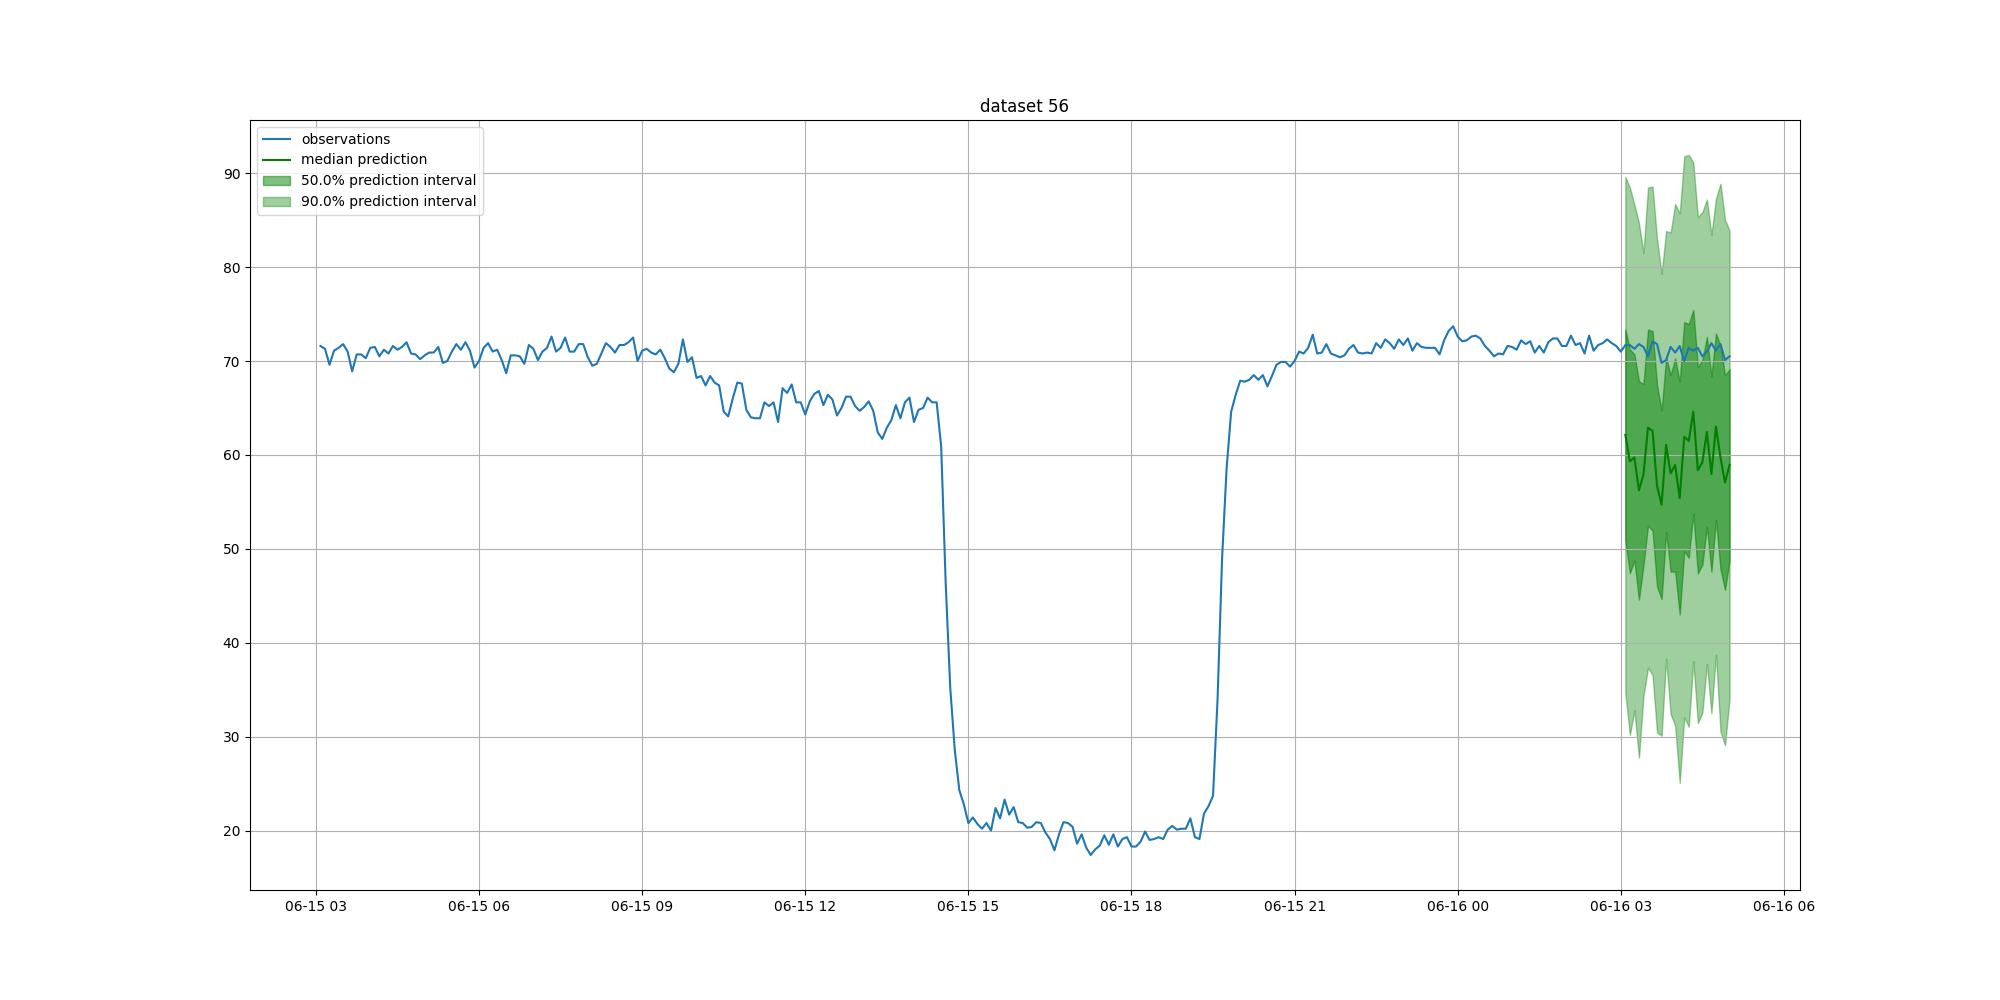 dataset 56
observations
median prediction
50.0% prediction interval
90.0% prediction interval
90
80
70
60
50
40
30
20
06-15 03 06-15 06 06-15 09 06-15 12 06-15 15 06-15 18 06-15 21 06-16 00 06-16 03 06-16 06